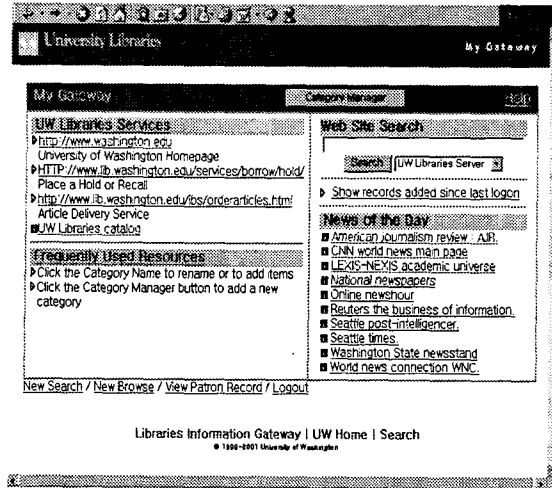 University Libraries
My Gateway
My Gateway
Category Manager
Help
UW Libraries Services
http://www.washington.edu
University of Washington Homepage
HTTP://www.lib.washington.edu/services/borrow/hold/
Place a Hold or Recall
http://www.lib.washington.edu/ibs/orderarticles.html
Article Delivery Service
UW Libraries catalog
Frequently Used Resources
Click the Category Name to rename or to add items
Click the Category Manager button to add a new
category
Web Site Search
Search UW Libraries Server
Show records added since last logon
News of the Day
American journalism review : AJR.
CNN world news main page
LEXIS-NEXIS academic universe
National newspapers
Online newshour
Reuters the business of information.
Seattle post-intelligencer.
Seattle times.
Washington State newsstand
World news connection WNC.
New Search / New Browse / View Patron Record / Logout
Libraries Information Gateway | UW Home | Search
© 1998-2001 University of Washington